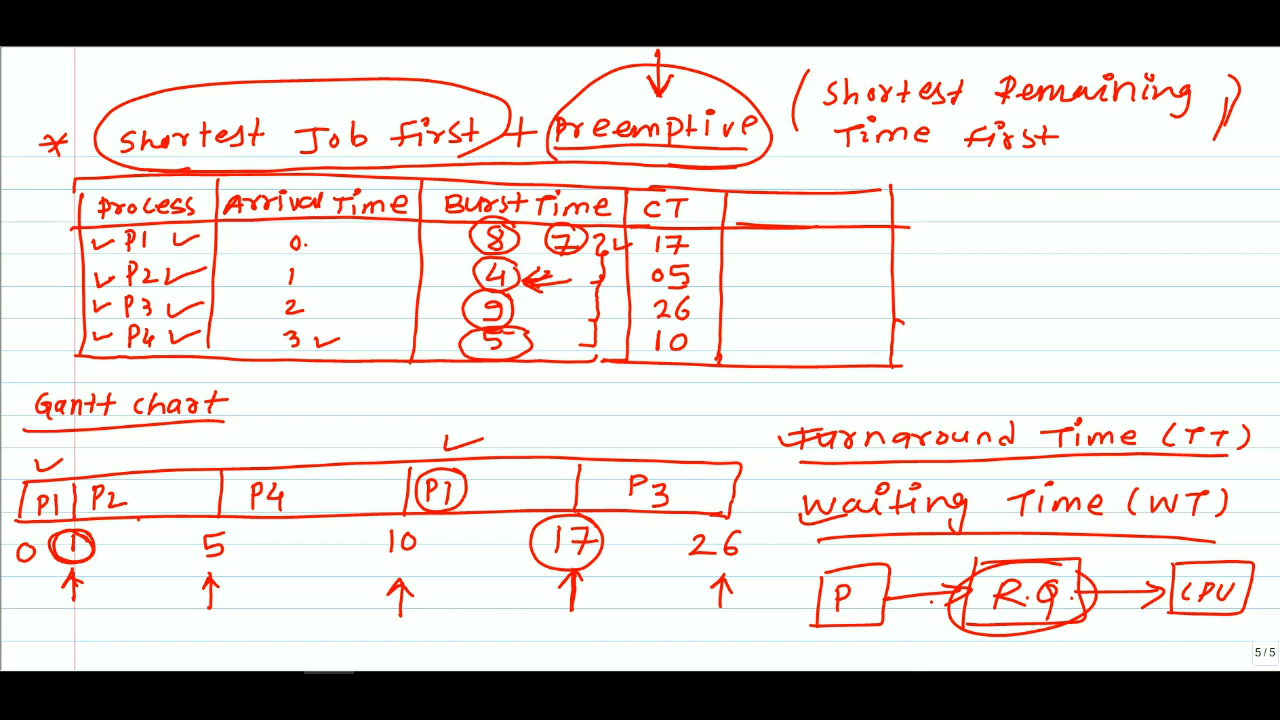 * Shortest Job First + Preemptive (Shortest Remaining
Time First)
Process Arrival Time Burst Time CT
✓ P1 ✓ 0. 8 7 ✓ 17
✓ P2 ✓ 1 4 05
✓ P3 ✓ 2 9 26
✓ P4 ✓ 3 ✓ 5 10
Gantt chart
P1 P2 P4 P1 P3
0 1 5 10 17 26
Turnaround Time (TT)
Waiting Time (WT)
P R.Q. CPU
5 / 5